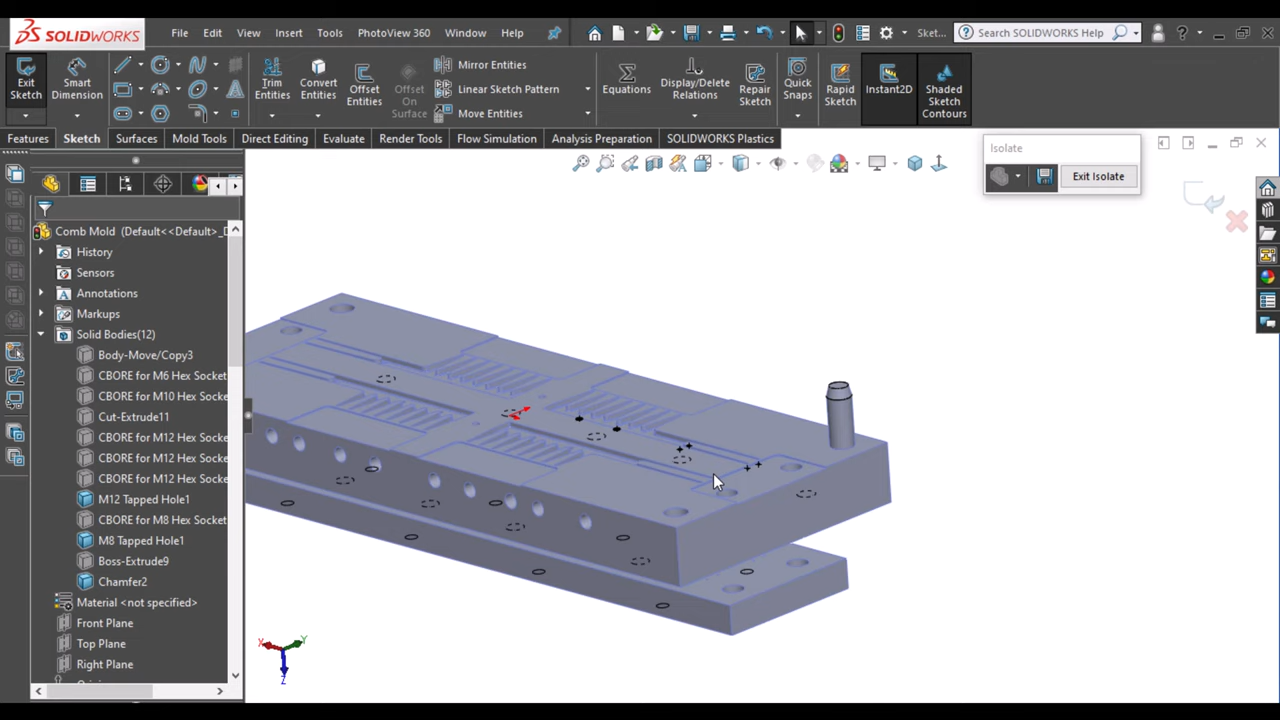 SOLIDWORKS File Edit View Insert Tools PhotoView 360 Window Help Sket... Search SOLIDWORKS Help ?
Exit Sketch Smart Dimension Trim Entities Convert Entities Offset Entities Offset On Surface Mirror Entities Linear Sketch Pattern Move Entities Equations Display/Delete Relations Repair Sketch Quick Snaps Rapid Sketch Instant2D Shaded Sketch Contours
Features Sketch Surfaces Mold Tools Direct Editing Evaluate Render Tools Flow Simulation Analysis Preparation SOLIDWORKS Plastics
Isolate
Exit Isolate
Comb Mold (Default<<Default>_D
History
Sensors
Annotations
Markups
Solid Bodies(12)
Body-Move/Copy3
CBORE for M6 Hex Socket
CBORE for M10 Hex Socke
Cut-Extrude11
CBORE for M12 Hex Socke
CBORE for M12 Hex Socke
CBORE for M12 Hex Socke
M12 Tapped Hole1
CBORE for M8 Hex Socket
M8 Tapped Hole1
Boss-Extrude9
Chamfer2
Material <not specified>
Front Plane
Top Plane
Right Plane
X Y
Z